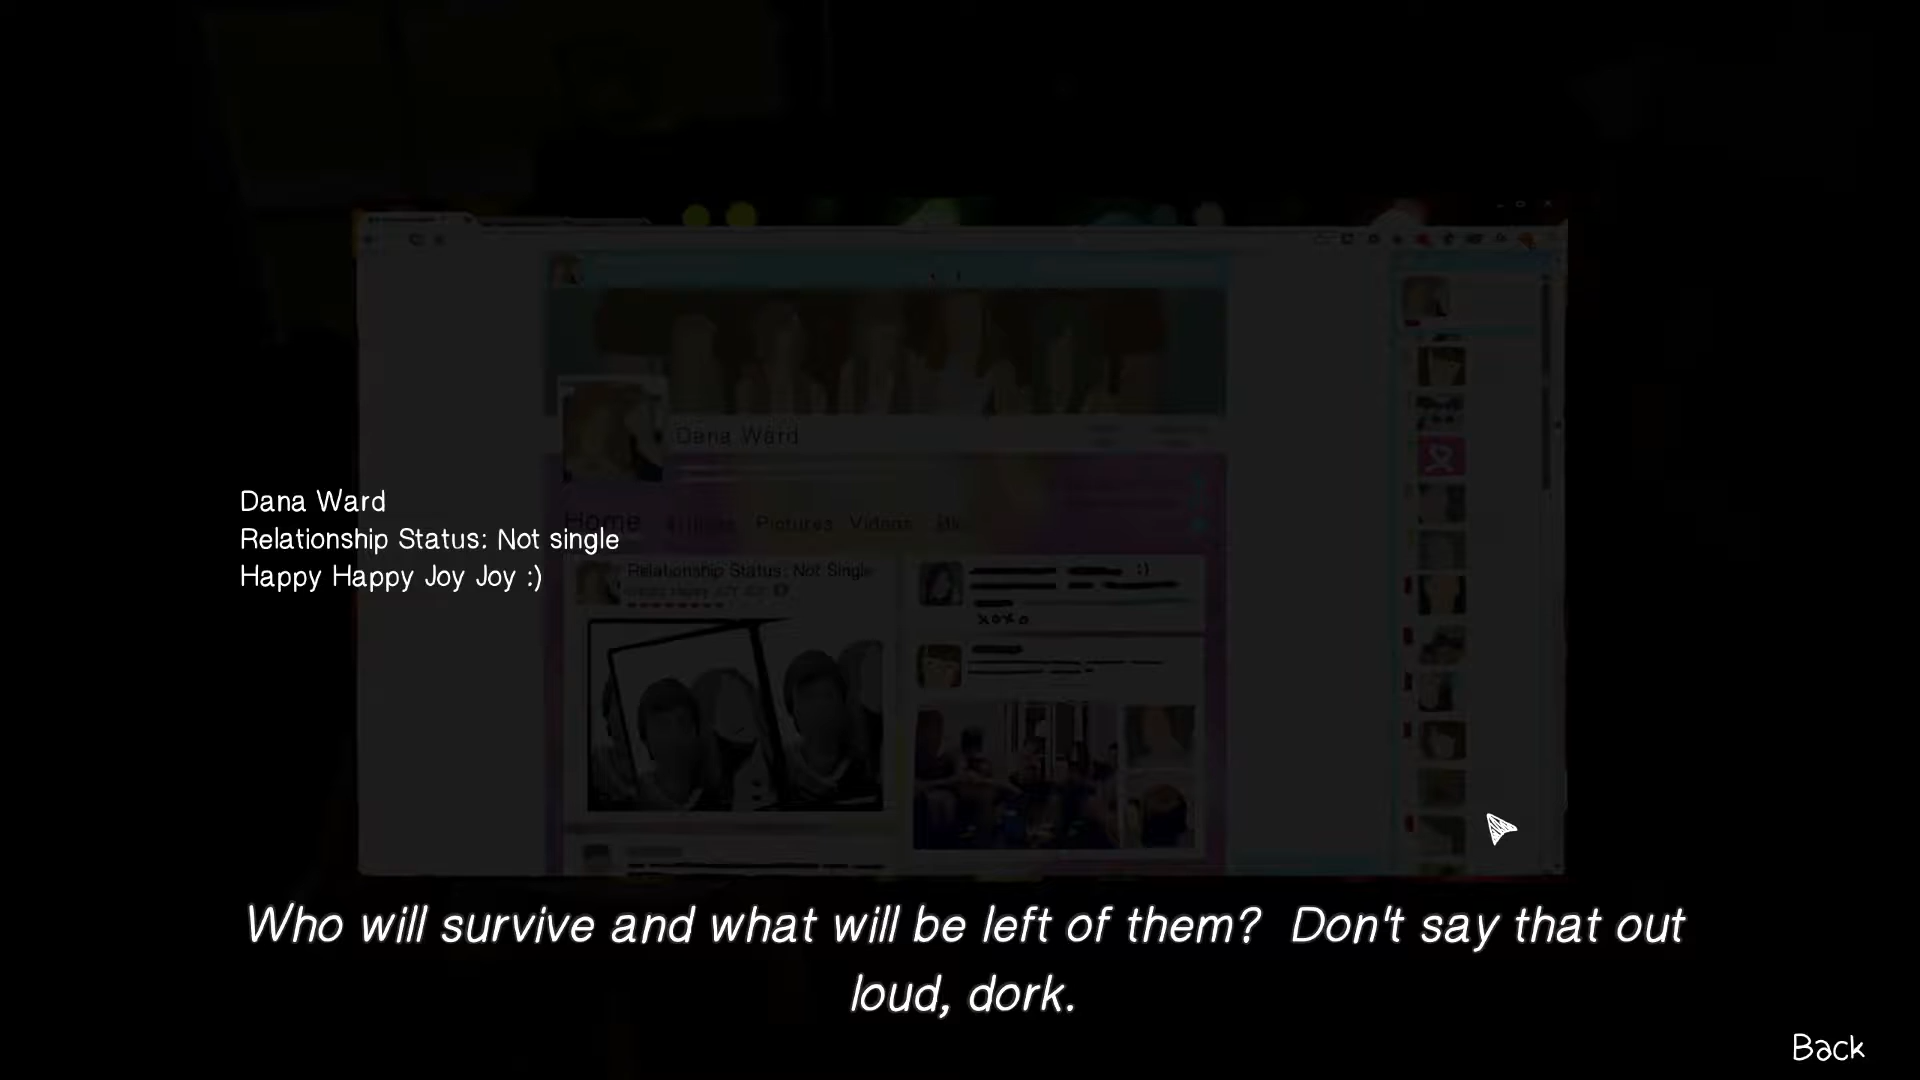 Dana Ward
Home Pictures Videos
Relationship Status: Not Single
xoxo
Dana Ward
Relationship Status: Not single
Happy Happy Joy Joy :)
Who will survive and what will be left of them? Don't say that out
loud, dork.
Back